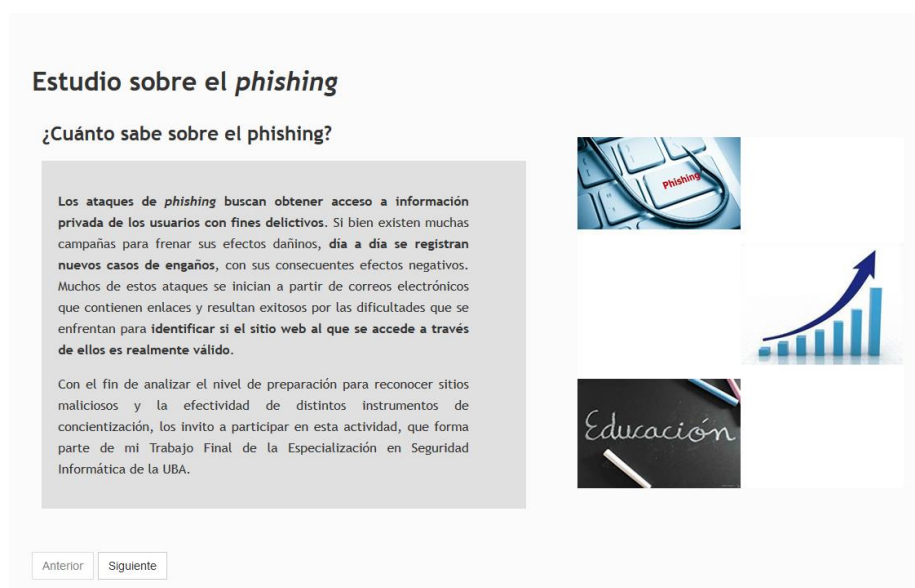 Estudio sobre el phishing
¿Cuánto sabe sobre el phishing?
Los ataques de phishing buscan obtener acceso a información
privada de los usuarios con fines delictivos. Si bien existen muchas
campañas para frenar sus efectos dañinos, día a día se registran
nuevos casos de engaños, con sus consecuentes efectos negativos.
Muchos de estos ataques se inician a partir de correos electrónicos
que contienen enlaces y resultan exitosos por las dificultades que se
enfrentan para identificar si el sitio web al que se accede a través
de ellos es realmente válido.
Con el fin de analizar el nivel de preparación para reconocer sitios
maliciosos y la efectividad de distintos instrumentos de
concientización, los invito a participar en esta actividad, que forma
parte de mi Trabajo Final de la Especialización en Seguridad
Informática de la UBA.
Phishing
Educación
Anterior
Siguiente